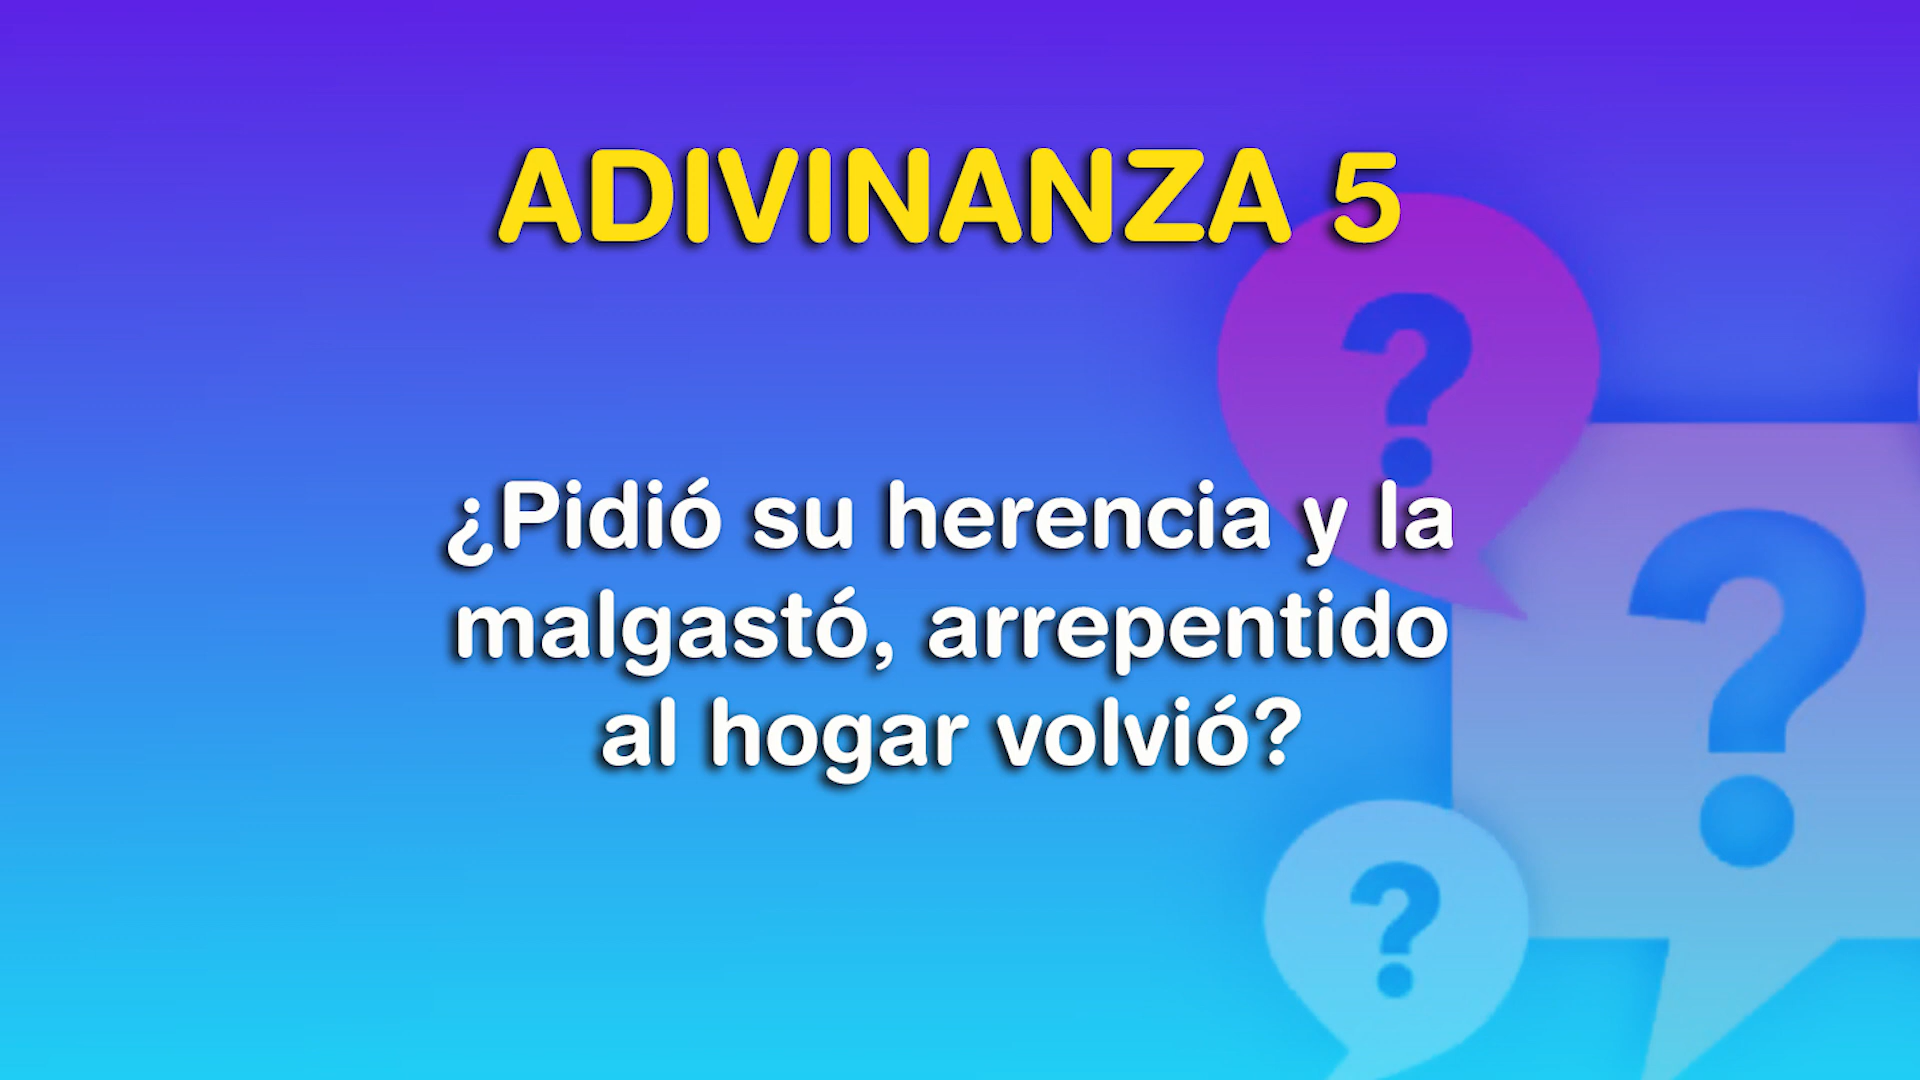 ADIVINANZA 5
¿Pidió su herencia y la
malgastó, arrepentido
al hogar volvió?
? 
?
?